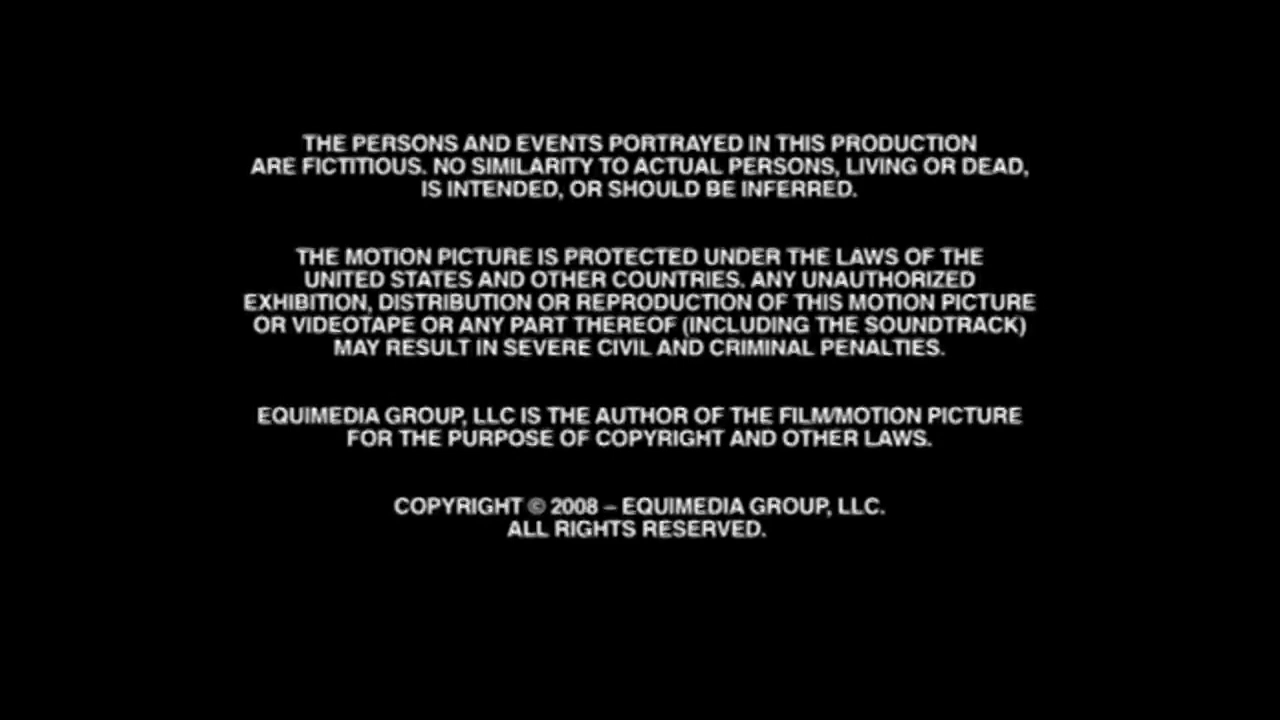 THE PERSONS AND EVENTS PORTRAYED IN THIS PRODUCTION
ARE FICTITIOUS. NO SIMILARITY TO ACTUAL PERSONS, LIVING OR DEAD,
IS INTENDED, OR SHOULD BE INFERRED.
THE MOTION PICTURE IS PROTECTED UNDER THE LAWS OF THE
UNITED STATES AND OTHER COUNTRIES. ANY UNAUTHORIZED
EXHIBITION, DISTRIBUTION OR REPRODUCTION OF THIS MOTION PICTURE
OR VIDEOTAPE OR ANY PART THEREOF (INCLUDING THE SOUNDTRACK)
MAY RESULT IN SEVERE CIVIL AND CRIMINAL PENALTIES.
EQUIMEDIA GROUP, LLC IS THE AUTHOR OF THE FILM/MOTION PICTURE
FOR THE PURPOSE OF COPYRIGHT AND OTHER LAWS.
COPYRIGHT © 2008 – EQUIMEDIA GROUP, LLC.
ALL RIGHTS RESERVED.